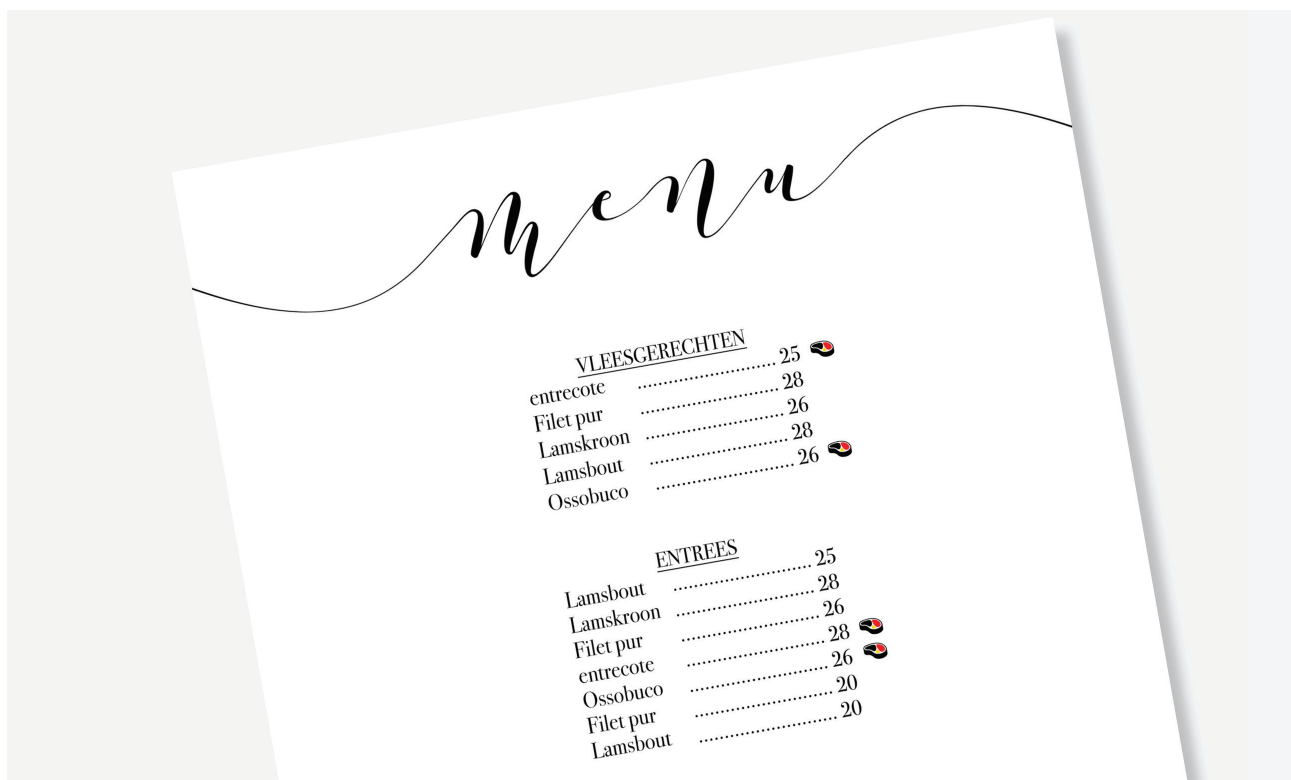 menu
VLEESGERECHTEN
entrecote ............................ 25
Filet pur ............................ 28
Lamskroon ............................ 26
Lamsbout ............................ 28
Ossobuco ............................ 26
ENTREES
Lamsbout ............................ 25
Lamskroon ............................ 28
Filet pur ............................ 26
entrecote ............................ 28
Ossobuco ............................ 26
Filet pur ............................ 20
Lamsbout ............................ 20